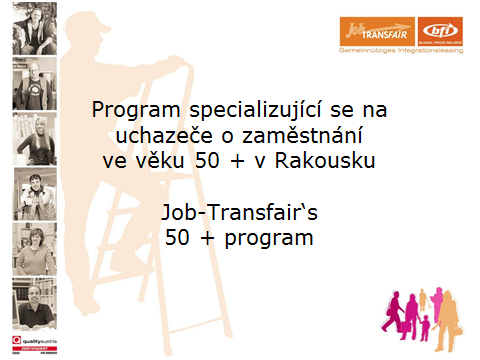 Job
TRANSFAIR
bfi
Gemeinnütziges Integrationsleasing
Program specializující se na
uchazeče o zaměstnání
ve věku 50 + v Rakousku
Job-Transfair‘s
50 + program
qualityaustria